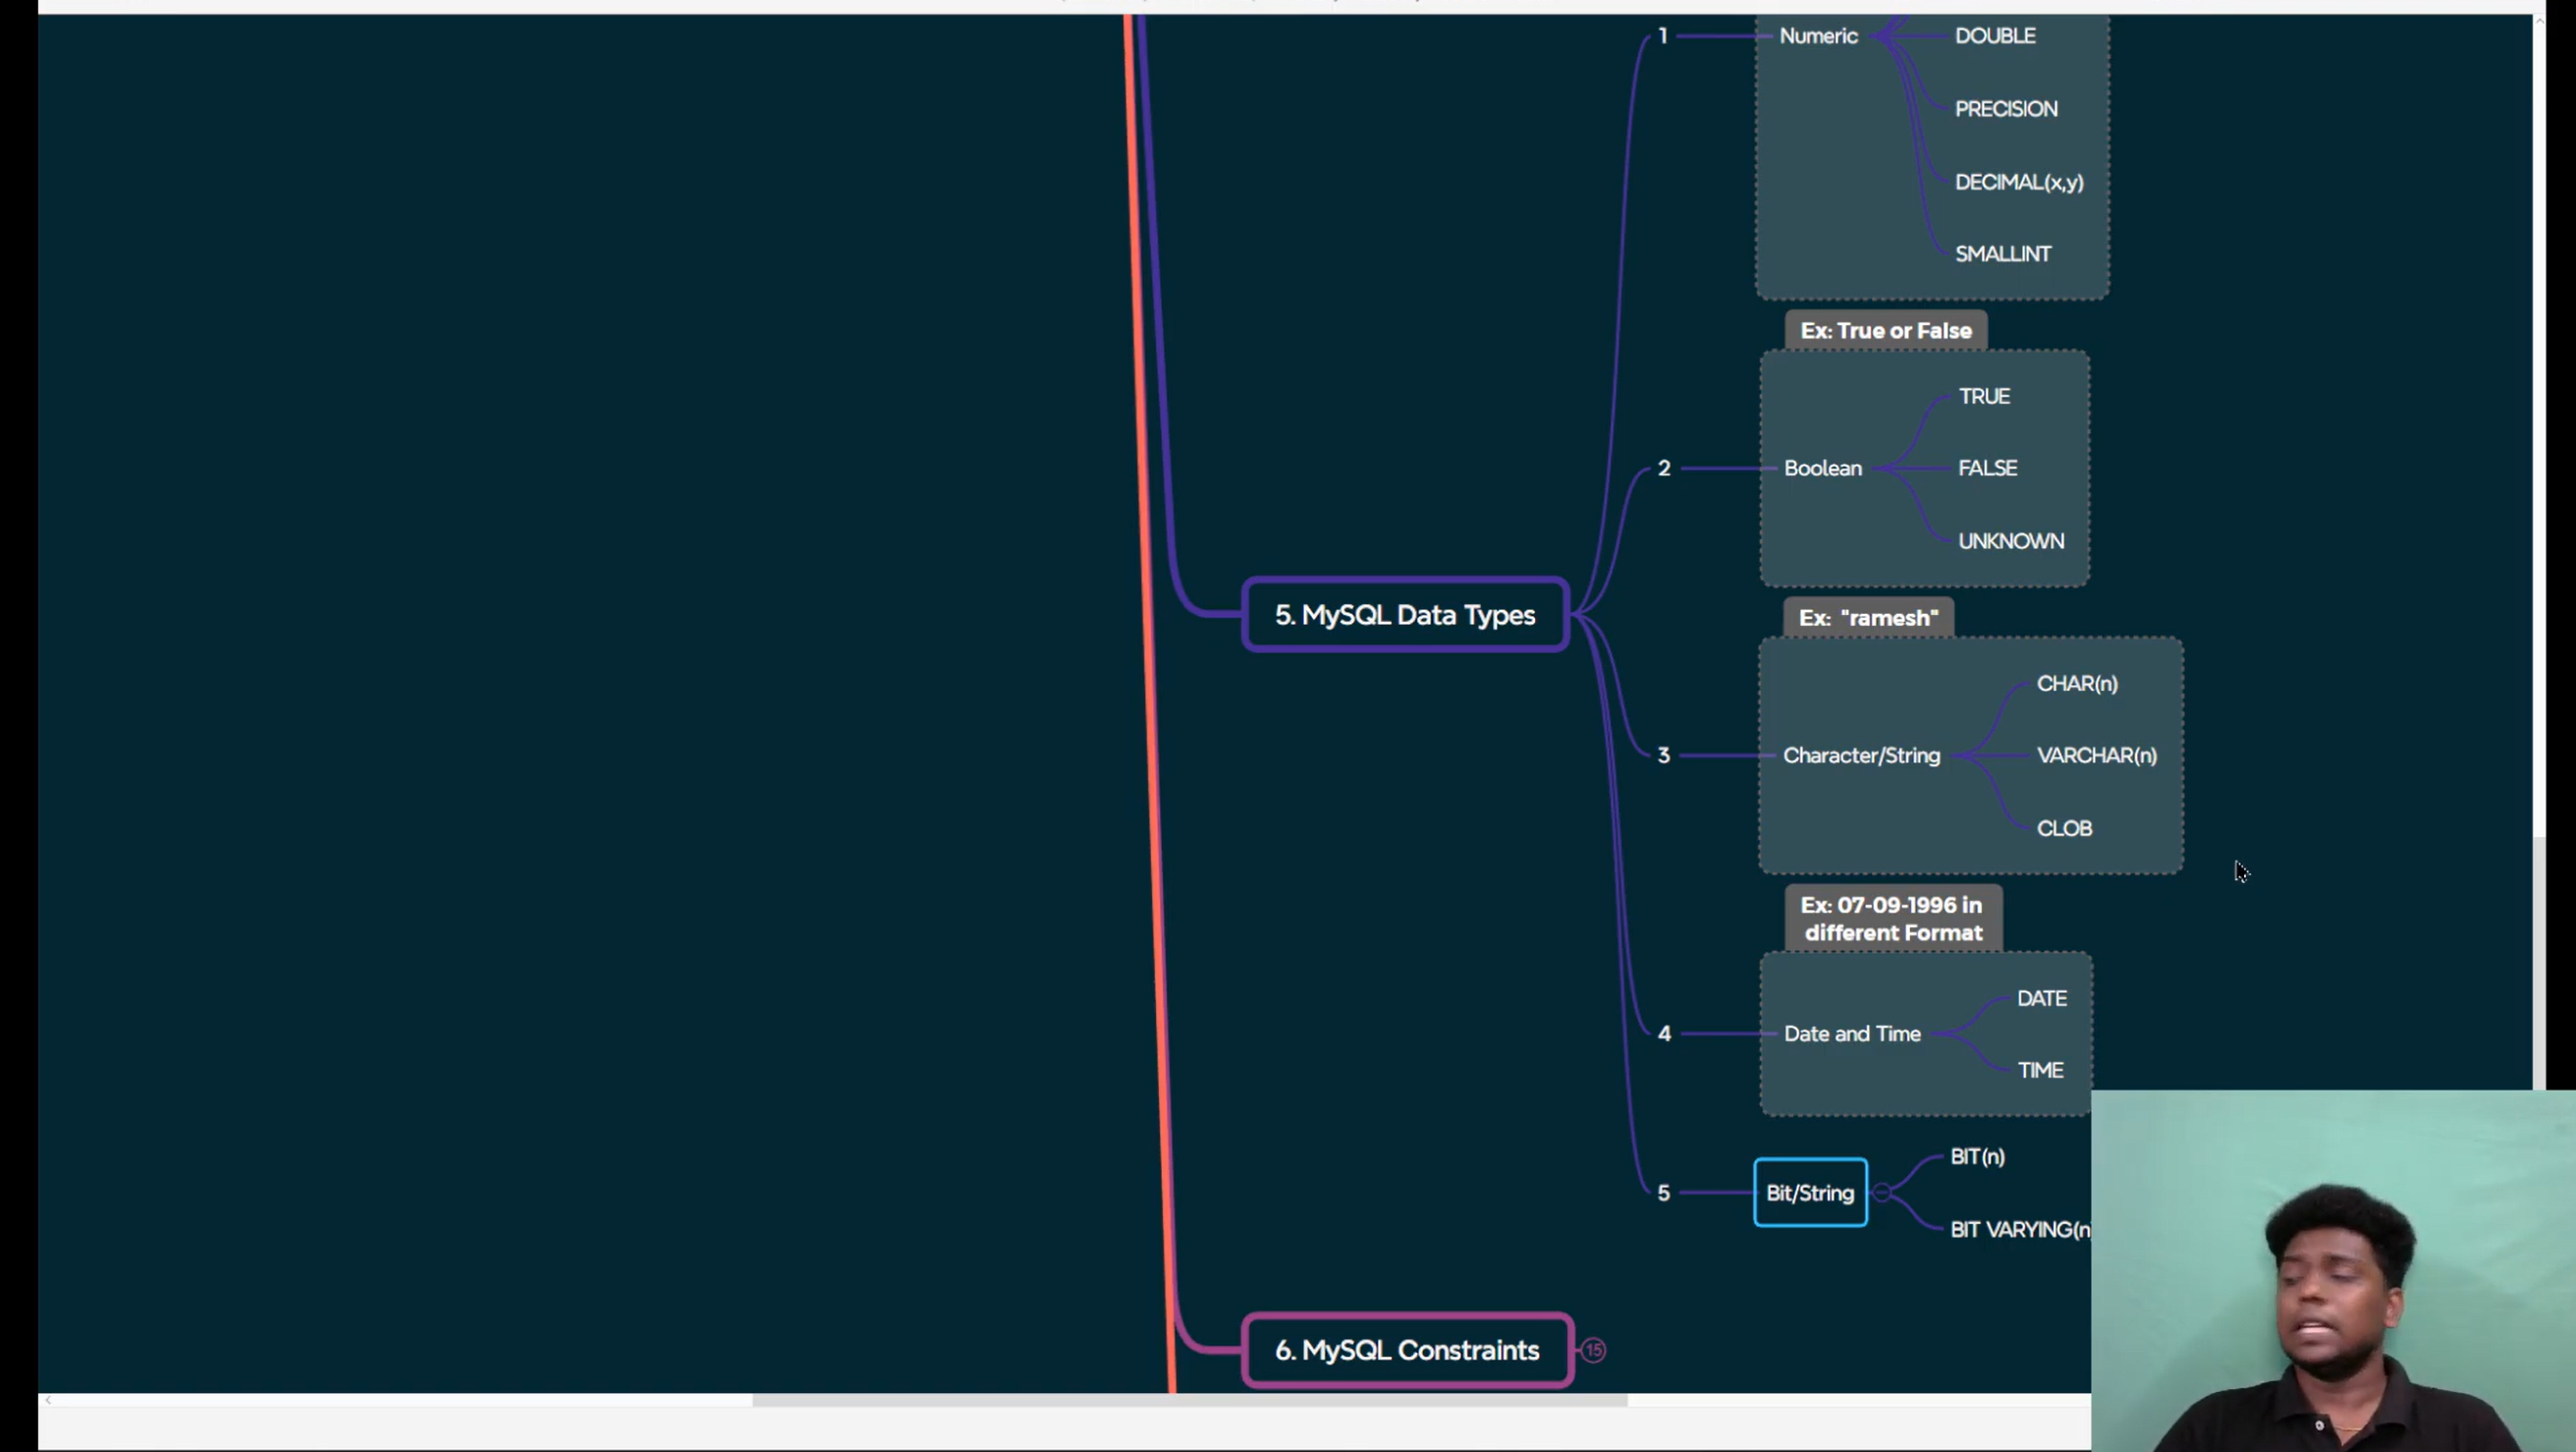 1
Numeric
DOUBLE
PRECISION
DECIMAL(x,y)
SMALLINT
Ex: True or False
2
Boolean
TRUE
FALSE
UNKNOWN
5. MySQL Data Types
Ex: "ramesh"
3
Character/String
CHAR(n)
VARCHAR(n)
CLOB
Ex: 07-09-1996 in
different Format
4
Date and Time
DATE
TIME
5
Bit/String
BIT(n)
BIT VARYING(n
6. MySQL Constraints
15